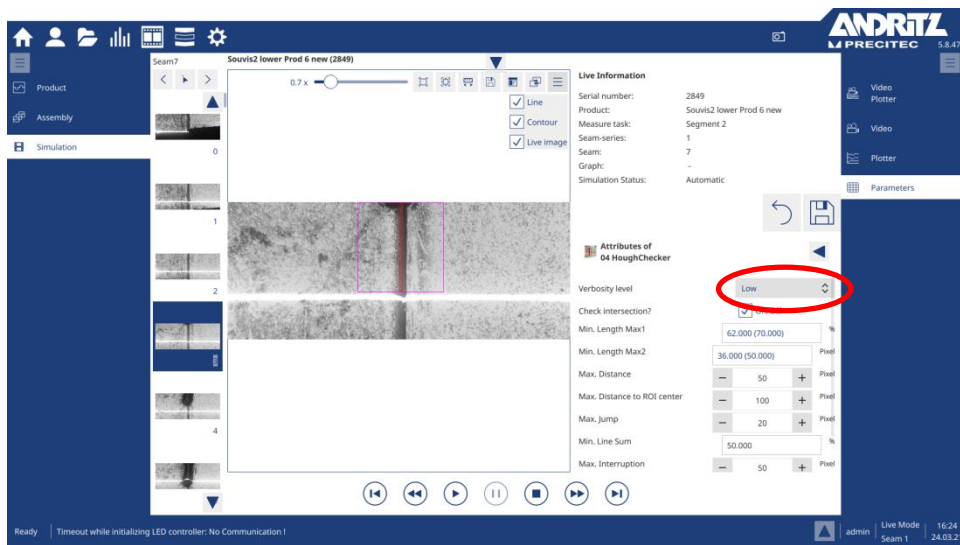 ANDRITZ
PRECITEC
5.8.47
Seam7
Souvis2 lower Prod 6 new (2849)
Product
Assembly
Simulation
0
1
2
4
0.7 x
Line
Contour
Live image
Live Information
Serial number: 2849
Product: Souvis2 lower Prod 6 new
Measure task: Segment 2
Seam-series: 1
Seam: 7
Graph: -
Simulation Status: Automatic
Attributes of
04 HoughChecker
Verbosity level Low
Check intersection?
Min. Length Max1 62.000 (70.000) %
Min. Length Max2 36.000 (50.000) Pixel
Max. Distance − 50 + Pixel
Max. Distance to ROI center − 100 + Pixel
Max. Jump − 20 + Pixel
Min. Line Sum 50.000 %
Max. Interruption − 50 + Pixel
Video
Plotter
Video
Plotter
Parameters
Ready Timeout while initializing LED controller: No Communication !
admin
Live Mode
Seam 1
16:24
24.03.2